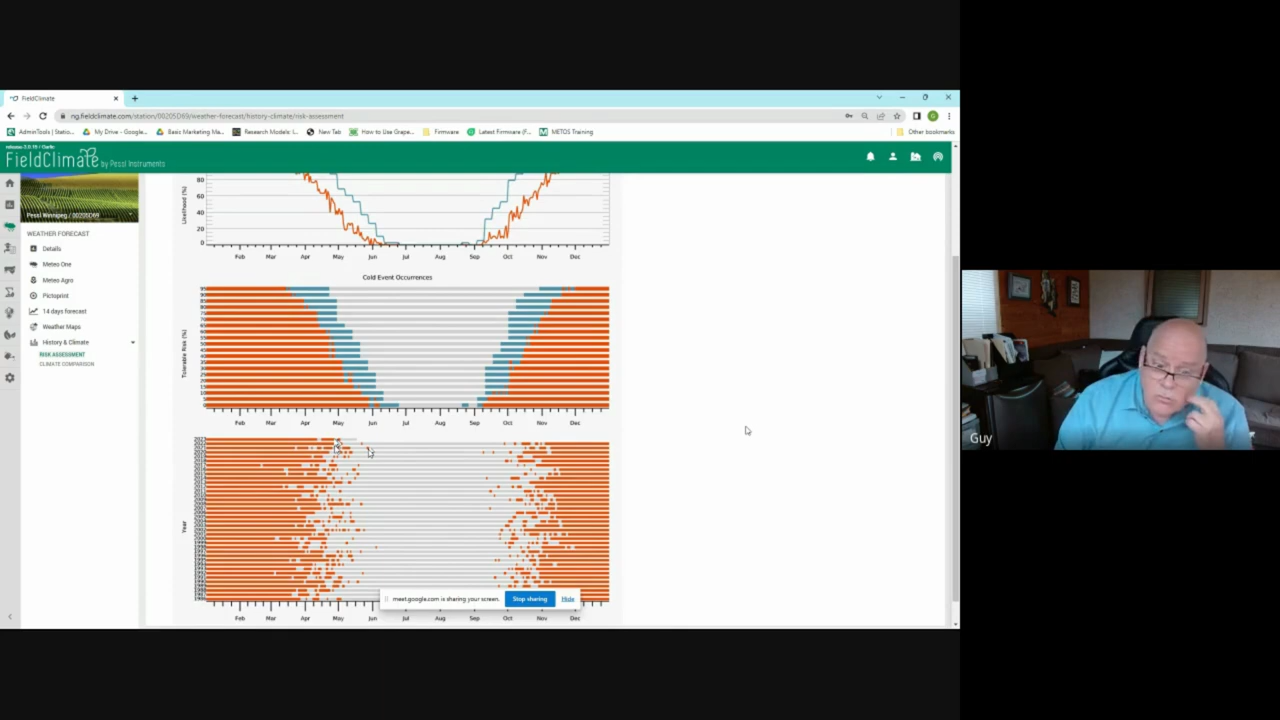 FieldClimate
ng.fieldclimate.com/station/00205D69/weather-forecast/history-climate/risk-assessment
AdminTools | Statio...
My Drive - Google...
Basic Marketing Ma...
Research Models: I...
New Tab
How to Use Grape...
Firmware
Latest Firmware (F...
METOS Training
Other bookmarks
FieldClimate by Pessl Instruments
Pessl Winnipeg / 00205D69
WEATHER FORECAST
Details
Meteo One
Meteo Agro
Pictoprint
14 days forecast
Weather Maps
History & Climate
RISK ASSESSMENT
CLIMATE COMPARISON
Likelihood (%)
80
60
40
20
0
Feb Mar Apr May Jun Jul Aug Sep Oct Nov Dec
Cold Event Occurrences
Tolerable Risk (%)
Feb Mar Apr May Jun Jul Aug Sep Oct Nov Dec
Year
meet.google.com is sharing your screen.
Stop sharing
Hide
Feb Mar Apr May Jun Jul Aug Sep Oct Nov Dec
Guy